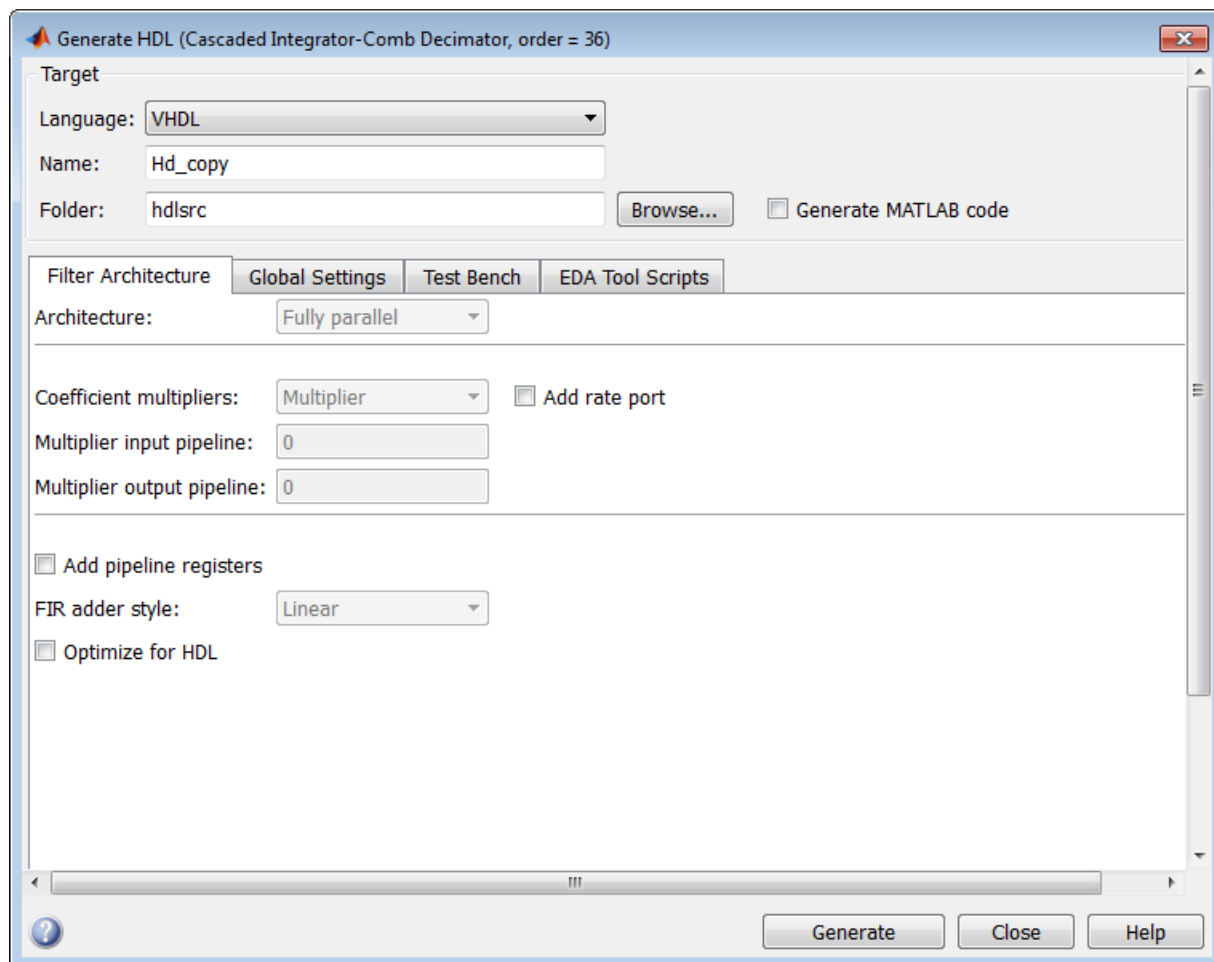 Generate HDL (Cascaded Integrator-Comb Decimator, order = 36)
Target
Language: VHDL
Name: Hd_copy
Folder: hdlsrc Browse... Generate MATLAB code
Filter Architecture Global Settings Test Bench EDA Tool Scripts
Architecture: Fully parallel
Coefficient multipliers: Multiplier Add rate port
Multiplier input pipeline: 0
Multiplier output pipeline: 0
Add pipeline registers
FIR adder style: Linear
Optimize for HDL
? Generate Close Help